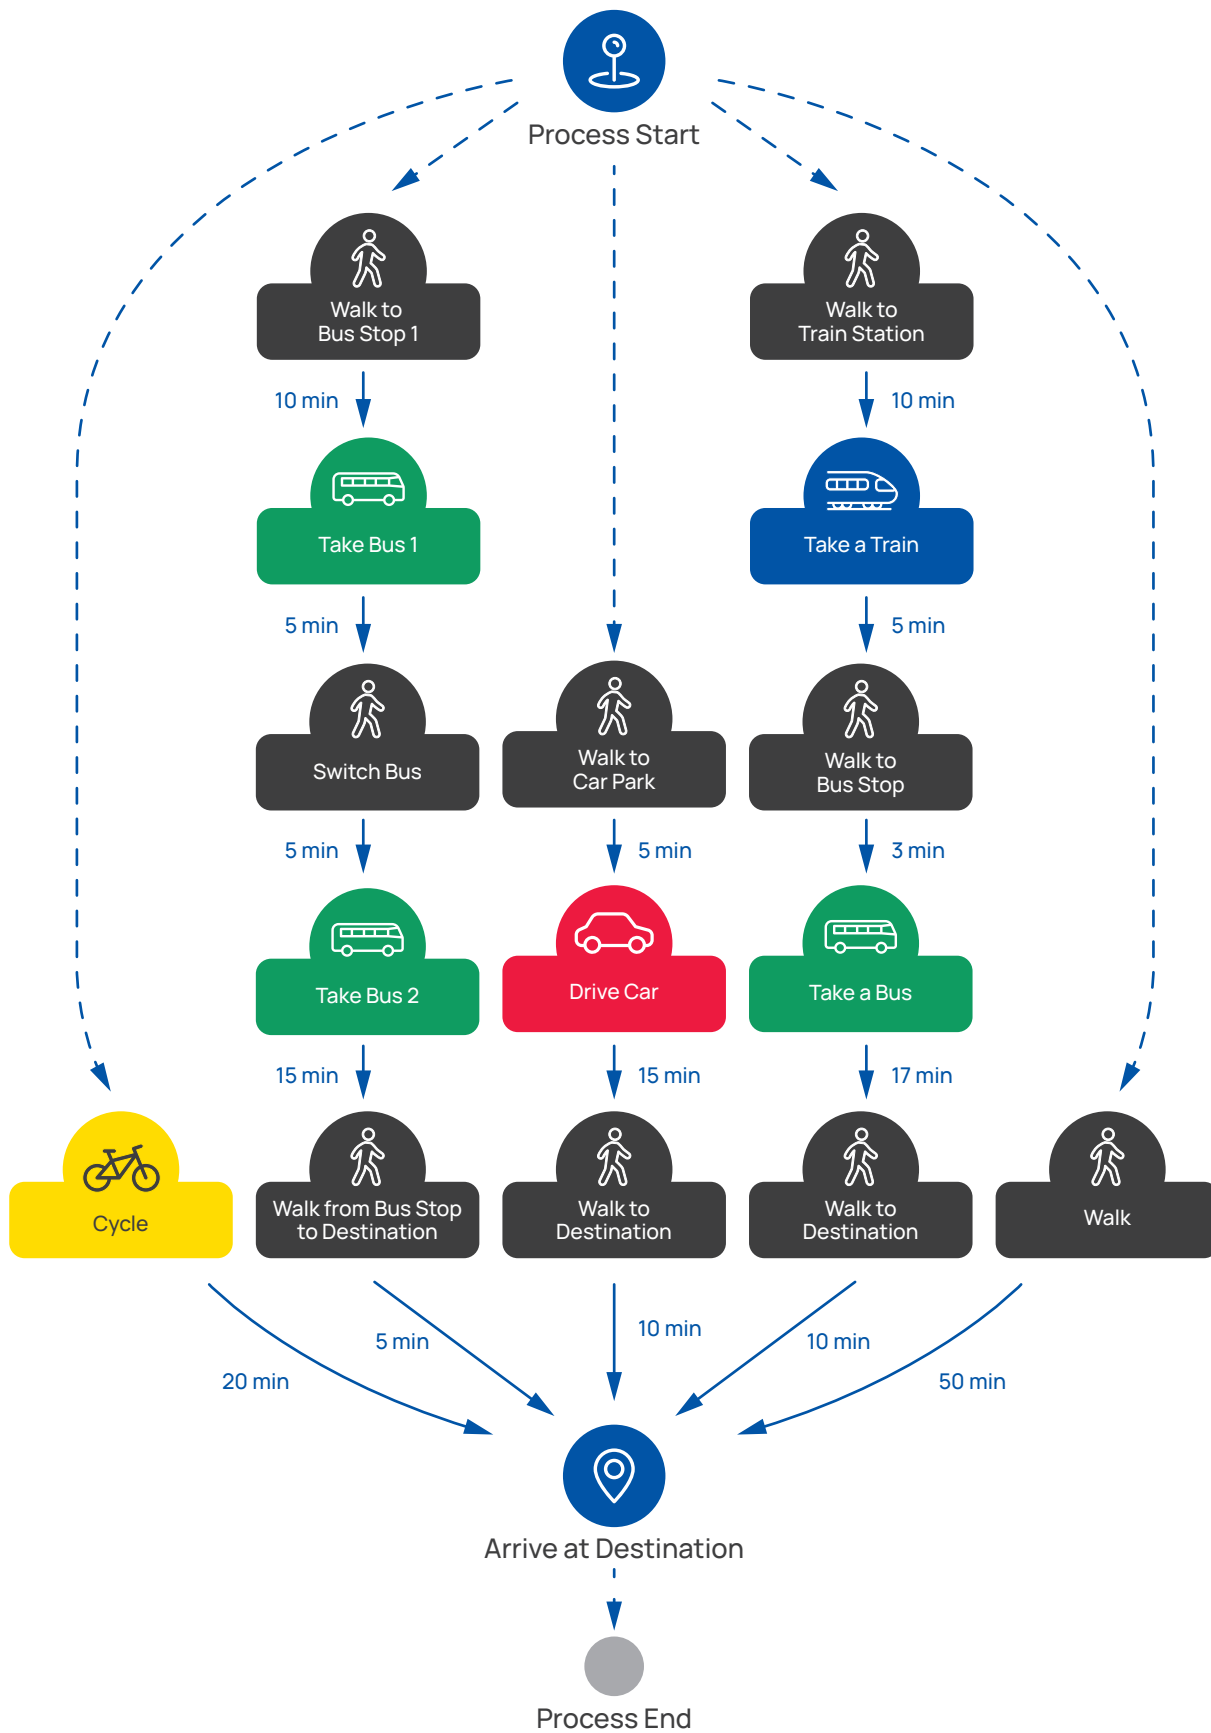 Process Start
Walk to
Bus Stop 1
Walk to
Train Station
10 min
10 min
Take Bus 1
Take a Train
5 min
5 min
Switch Bus
Walk to
Car Park
Walk to
Bus Stop
5 min
5 min
3 min
Take Bus 2
Drive Car
Take a Bus
15 min
15 min
17 min
Cycle
Walk from Bus Stop
to Destination
Walk to
Destination
Walk to
Destination
Walk
20 min
5 min
10 min
10 min
50 min
Arrive at Destination
Process End